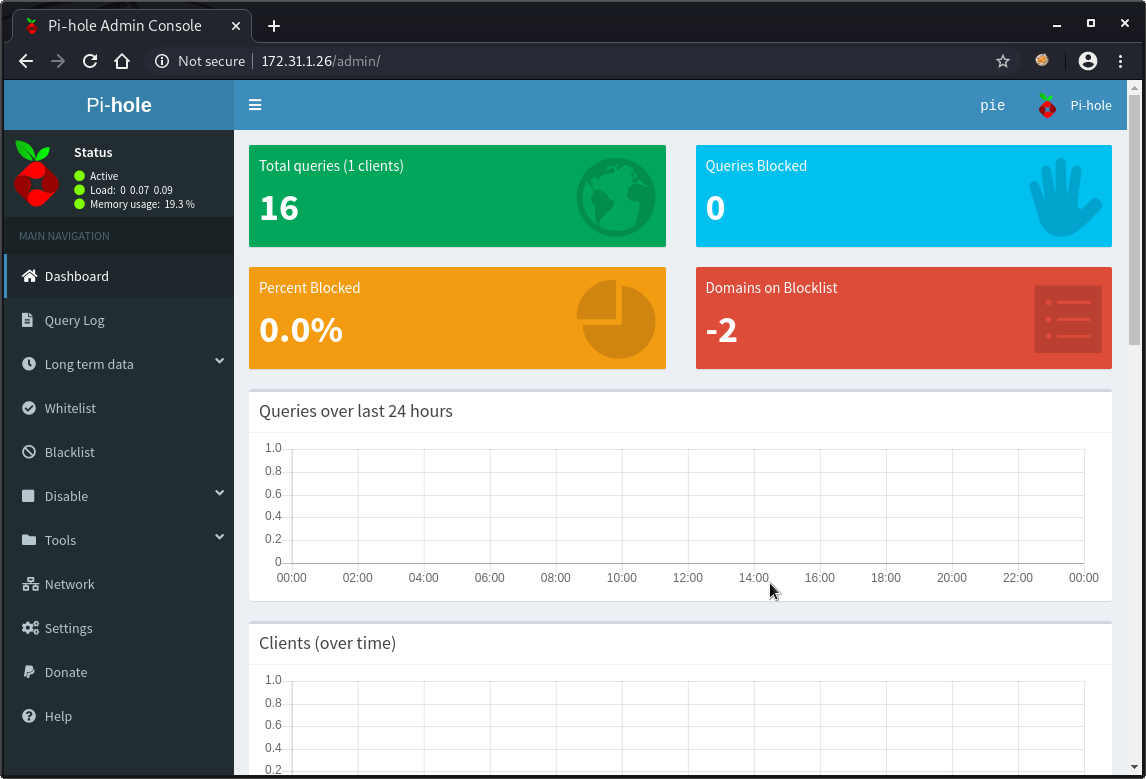 Pi-hole Admin Console
Not secure 172.31.1.26/admin/
Pi-hole
pie
Pi-hole
Status
Active
Load: 0 0.07 0.09
Memory usage: 19.3 %
MAIN NAVIGATION
Dashboard
Query Log
Long term data
Whitelist
Blacklist
Disable
Tools
Network
Settings
Donate
Help
Total queries (1 clients)
16
Queries Blocked
0
Percent Blocked
0.0%
Domains on Blocklist
-2
Queries over last 24 hours
1.0
0.8
0.6
0.4
0.2
0
00:00 02:00 04:00 06:00 08:00 10:00 12:00 14:00 16:00 18:00 20:00 22:00 00:00
Clients (over time)
1.0
0.8
0.6
0.4
0.2